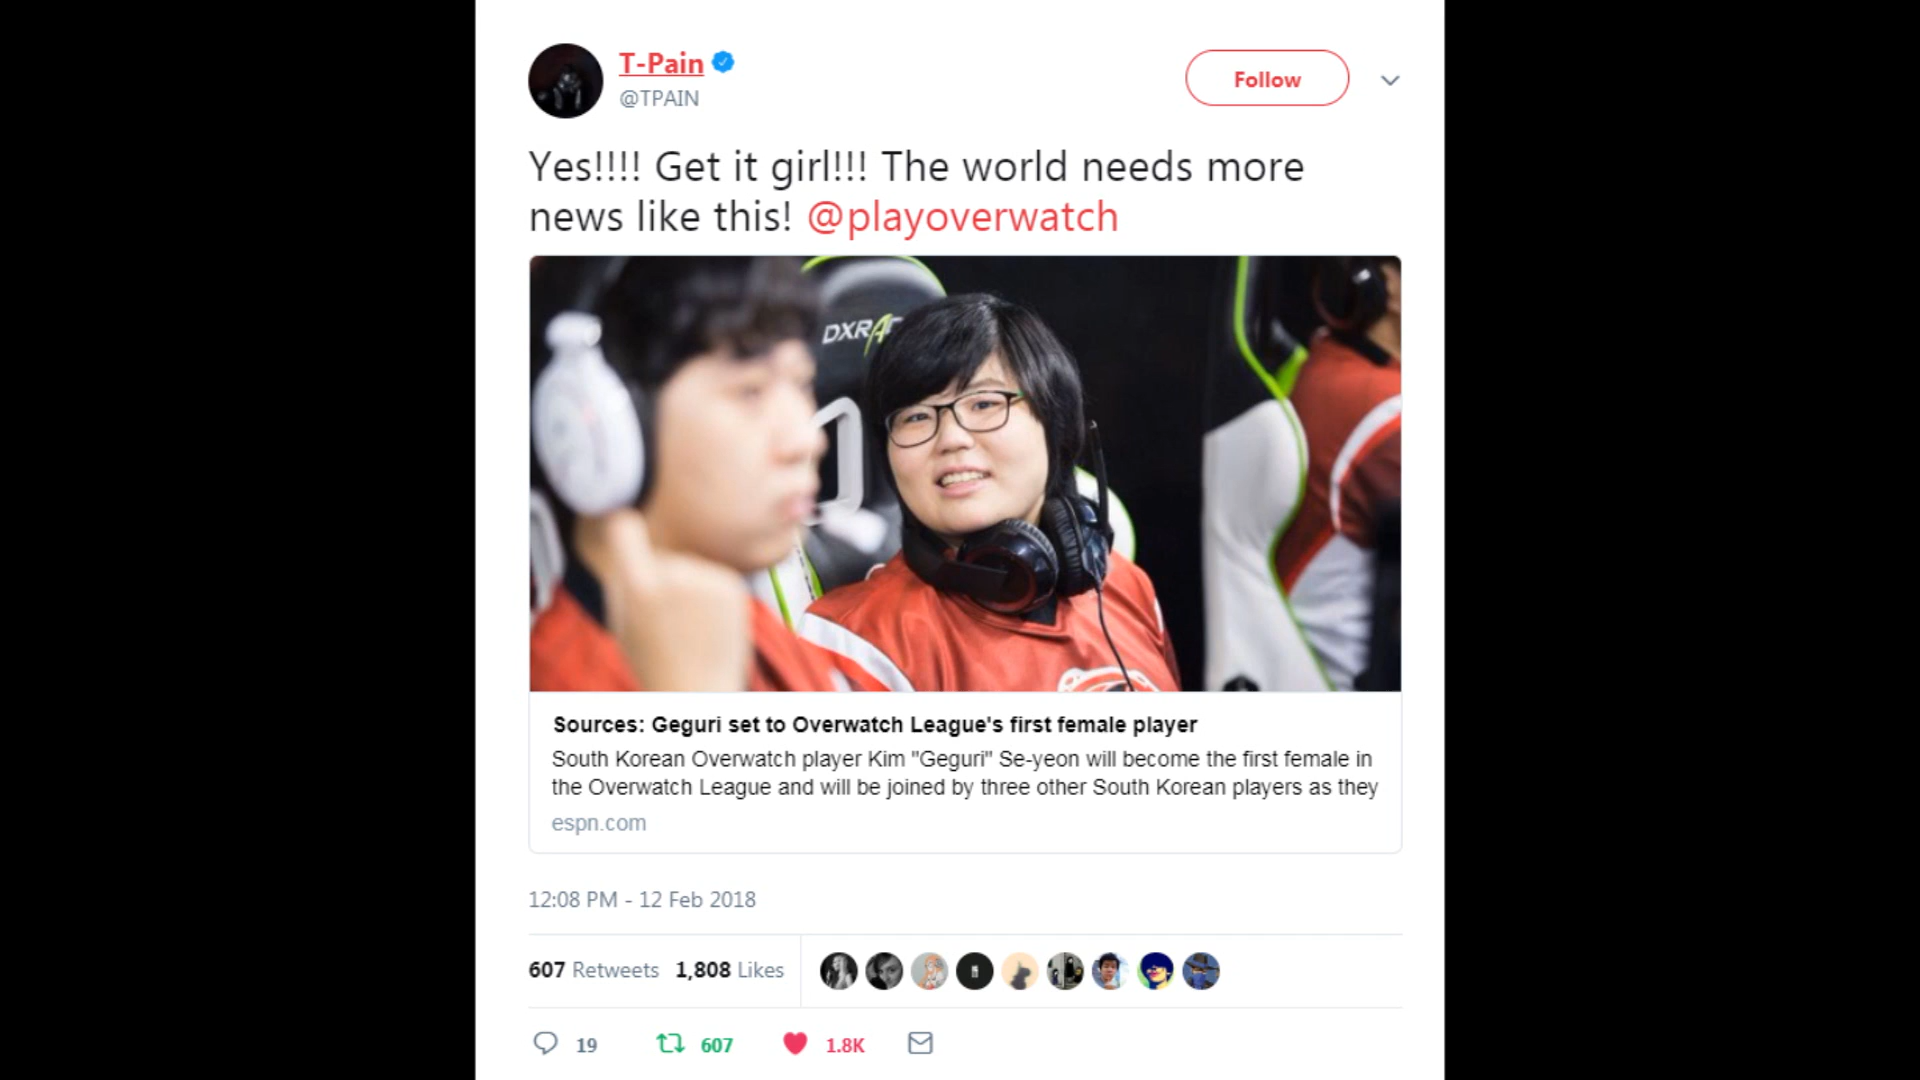 T-Pain
@TPAIN
Follow
Yes!!!! Get it girl!!! The world needs more
news like this! @playoverwatch
Sources: Geguri set to Overwatch League's first female player
South Korean Overwatch player Kim "Geguri" Se-yeon will become the first female in
the Overwatch League and will be joined by three other South Korean players as they
espn.com
12:08 PM - 12 Feb 2018
607 Retweets 1,808 Likes
19 607 1.8K